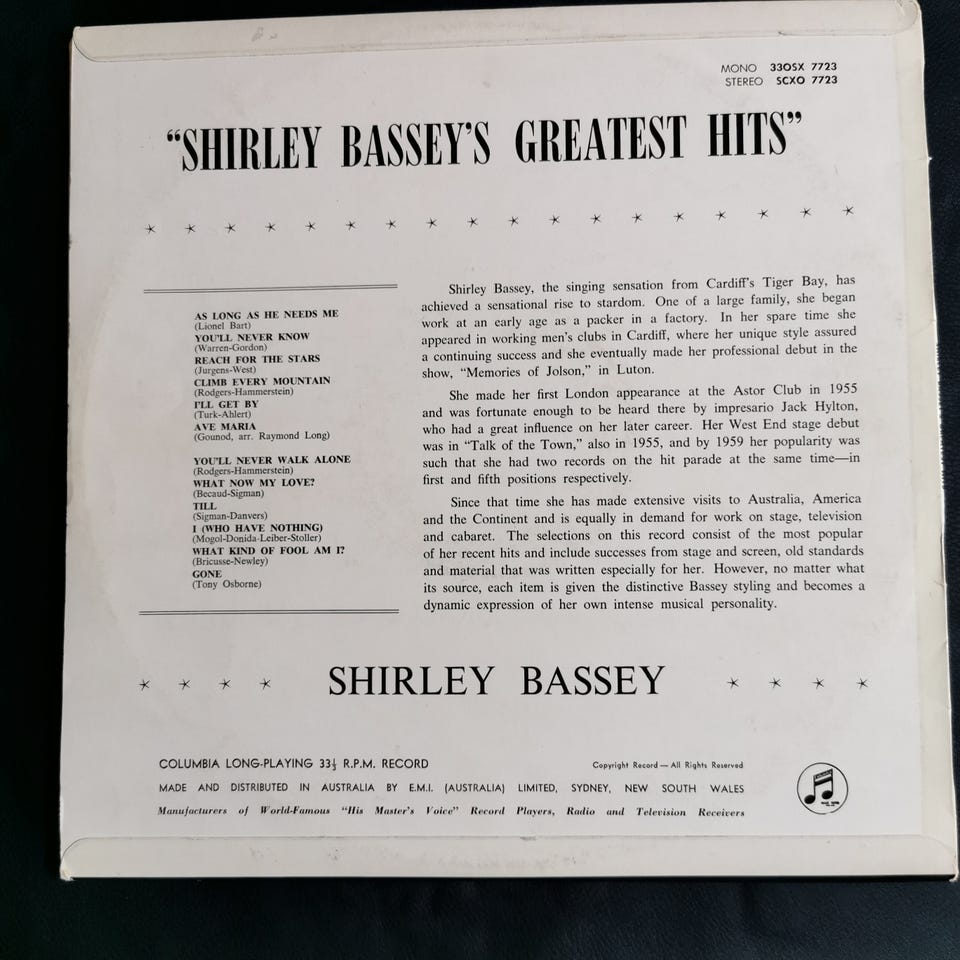 MONO 33OSX 7723
STEREO SCXO 7723
“SHIRLEY BASSEY’S GREATEST HITS”
AS LONG AS HE NEEDS ME
(Lionel Bart)
YOU’LL NEVER KNOW
(Warren-Gordon)
REACH FOR THE STARS
(Jurgens-West)
CLIMB EVERY MOUNTAIN
(Rodgers-Hammerstein)
I’LL GET BY
(Turk-Ahlert)
AVE MARIA
(Gounod, arr. Raymond Long)
YOU’LL NEVER WALK ALONE
(Rodgers-Hammerstein)
WHAT NOW MY LOVE?
(Becaud-Sigman)
TILL
(Sigman-Danvers)
I (WHO HAVE NOTHING)
(Mogol-Donida-Leiber-Stoller)
WHAT KIND OF FOOL AM I?
(Bricusse-Newley)
GONE
(Tony Osborne)
Shirley Bassey, the singing sensation from Cardiff’s Tiger Bay, has
achieved a sensational rise to stardom. One of a large family, she began
work at an early age as a packer in a factory. In her spare time she
appeared in working men’s clubs in Cardiff, where her unique style assured
a continuing success and she eventually made her professional debut in the
show, “Memories of Jolson,” in Luton.
She made her first London appearance at the Astor Club in 1955
and was fortunate enough to be heard there by impresario Jack Hylton,
who had a great influence on her later career. Her West End stage debut
was in “Talk of the Town,” also in 1955, and by 1959 her popularity was
such that she had two records on the hit parade at the same time—in
first and fifth positions respectively.
Since that time she has made extensive visits to Australia, America
and the Continent and is equally in demand for work on stage, television
and cabaret. The selections on this record consist of the most popular
of her recent hits and include successes from stage and screen, old standards
and material that was written especially for her. However, no matter what
its source, each item is given the distinctive Bassey styling and becomes a
dynamic expression of her own intense musical personality.
SHIRLEY BASSEY
COLUMBIA LONG-PLAYING 33⅓ R.P.M. RECORD
Copyright Record — All Rights Reserved
MADE AND DISTRIBUTED IN AUSTRALIA BY E.M.I. (AUSTRALIA) LIMITED, SYDNEY, NEW SOUTH WALES
Manufacturers of World-Famous “His Master’s Voice” Record Players, Radio and Television Receivers